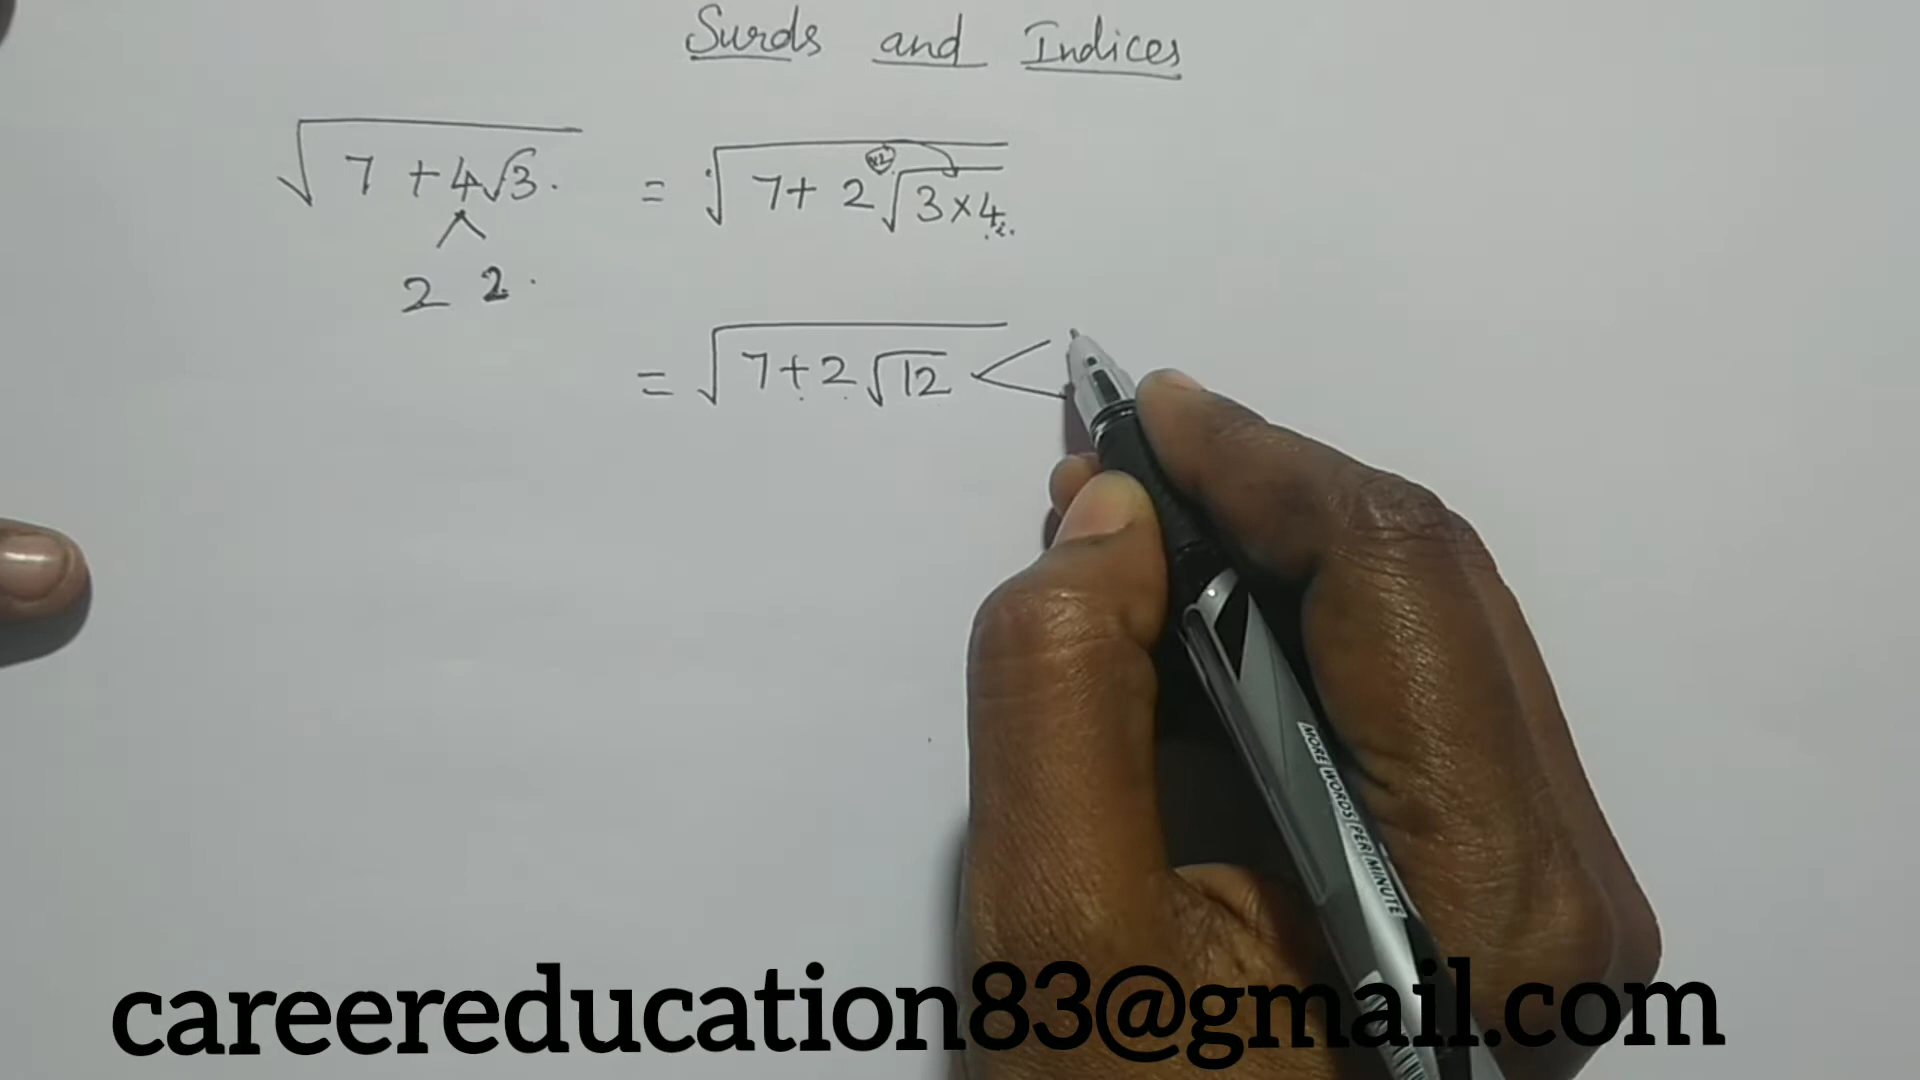 Surds and Indices
√7 + 4√3. = √7 + 2√3×4
2 2.
= √7+2√12 <
MORE WORDS PER MINUTE
careereducation83@gmail.com